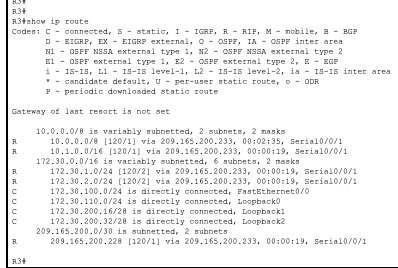 R3#
R3#
R3#show ip route
Codes: C - connected, S - static, I - IGRP, R - RIP, M - mobile, B - BGP
       D - EIGRP, EX - EIGRP external, O - OSPF, IA - OSPF inter area
       N1 - OSPF NSSA external type 1, N2 - OSPF NSSA external type 2
       E1 - OSPF external type 1, E2 - OSPF external type 2, E - EGP
       i - IS-IS, L1 - IS-IS level-1, L2 - IS-IS level-2, ia - IS-IS inter area
       * - candidate default, U - per-user static route, o - ODR
       P - periodic downloaded static route
Gateway of last resort is not set
     10.0.0.0/8 is variably subnetted, 2 subnets, 2 masks
R       10.0.0.0/8 [120/1] via 209.165.200.233, 00:02:35, Serial0/0/1
R       10.1.0.0/16 [120/1] via 209.165.200.233, 00:00:19, Serial0/0/1
     172.30.0.0/16 is variably subnetted, 6 subnets, 2 masks
R       172.30.1.0/24 [120/2] via 209.165.200.233, 00:00:19, Serial0/0/1
R       172.30.2.0/24 [120/2] via 209.165.200.233, 00:00:19, Serial0/0/1
C       172.30.100.0/24 is directly connected, FastEthernet0/0
C       172.30.110.0/24 is directly connected, Loopback0
C       172.30.200.16/28 is directly connected, Loopback1
C       172.30.200.32/28 is directly connected, Loopback2
     209.165.200.0/30 is subnetted, 2 subnets
R       209.165.200.228 [120/1] via 209.165.200.233, 00:00:19, Serial0/0/1
R3#